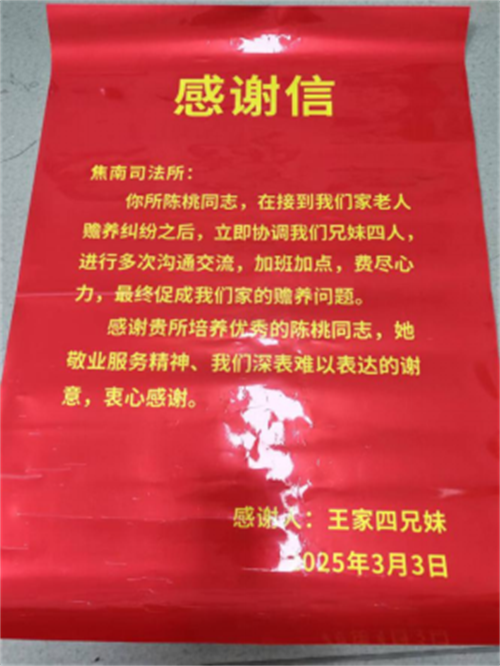 感谢信
焦南司法所：
你所陈桃同志，在接到我们家老人
赡养纠纷之后，立即协调我们兄妹四人，
进行多次沟通交流，加班加点，费尽心
力，最终促成我们家的赡养问题。
感谢贵所培养优秀的陈桃同志，她
敬业服务精神、我们深表难以表达的谢
意，衷心感谢。
感谢人：王家四兄妹
2025年3月3日